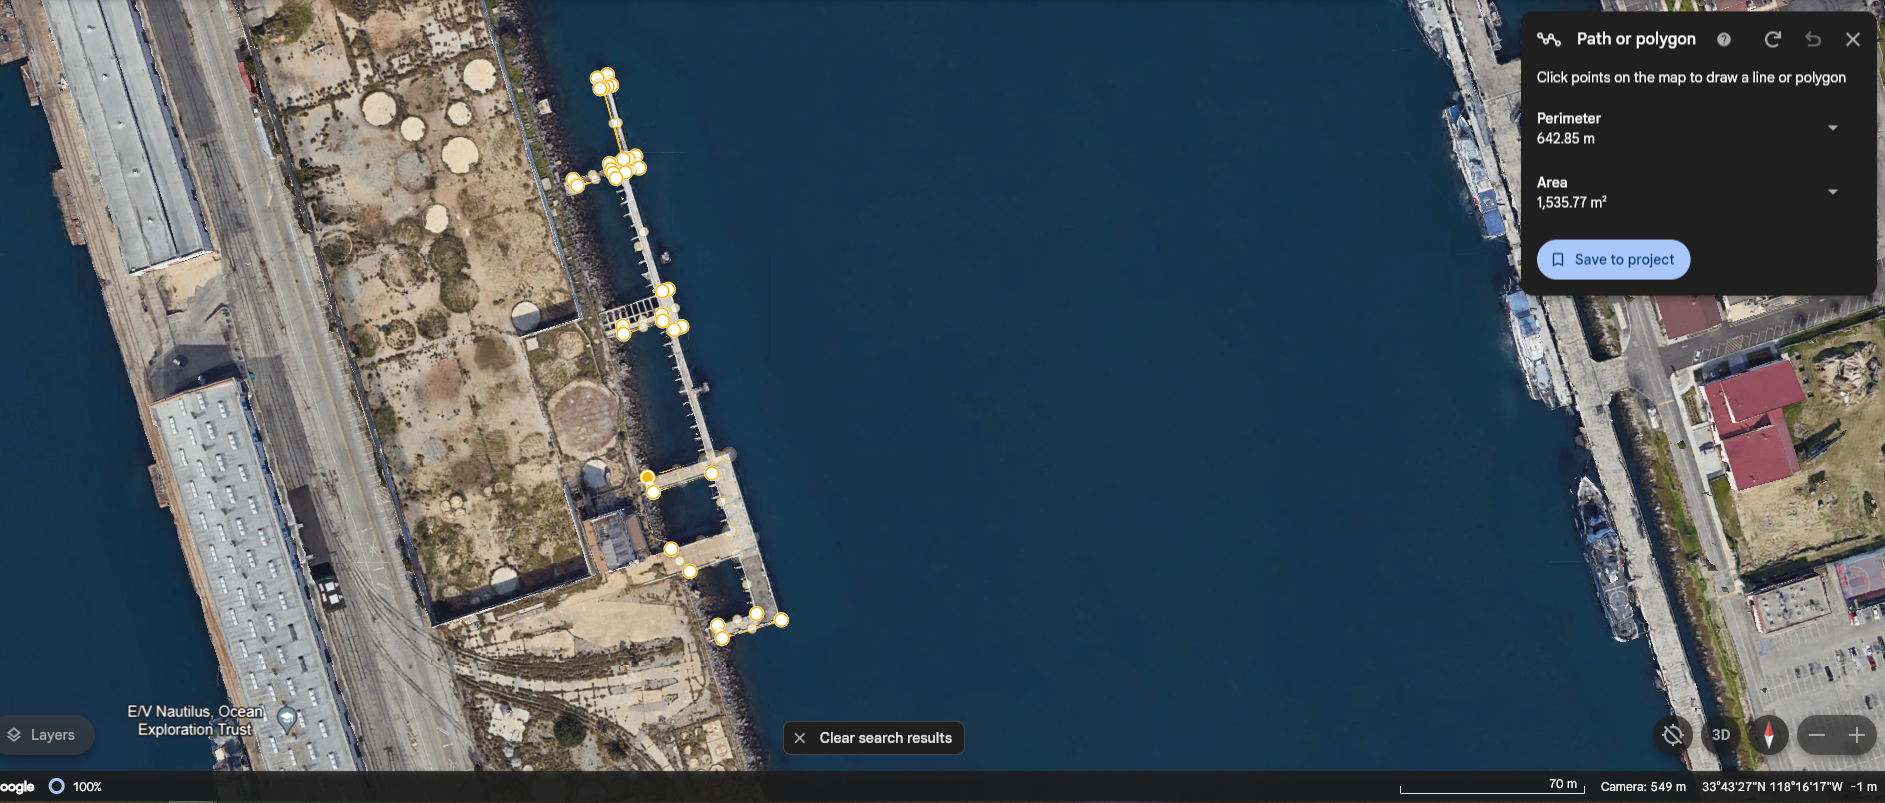 Path or polygon
Click points on the map to draw a line or polygon
Perimeter
642.85 m
Area
1,535.77 m²
Save to project
E/V Nautilus, Ocean
Exploration Trust
Layers
Clear search results
3D
oogle
100%
70 m
Camera: 549 m
33°43'27"N 118°16'17"W
-1 m